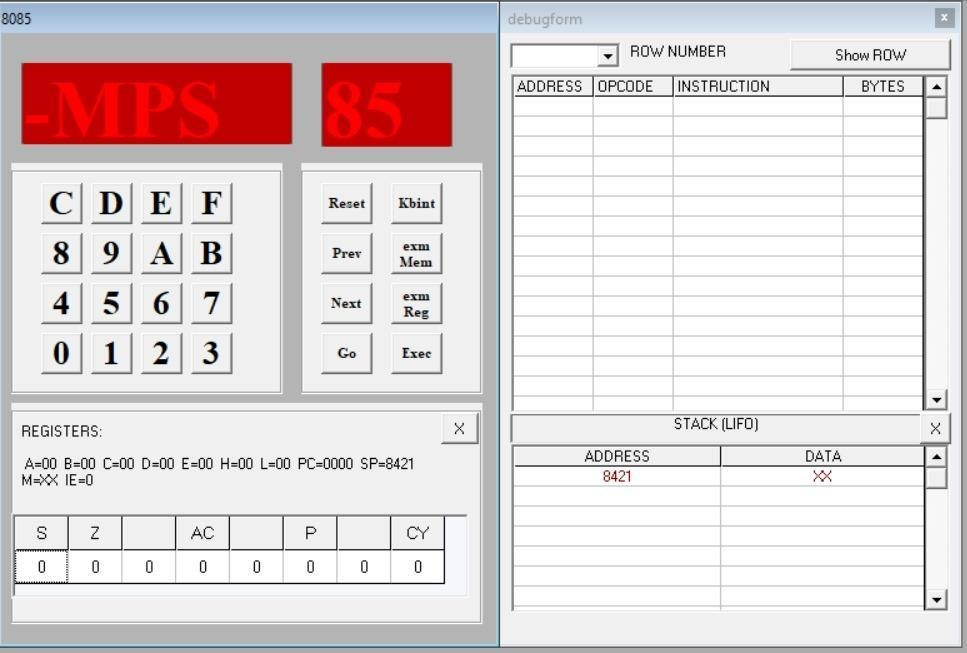 8085
-MPS 85
C D E F
8 9 A B
4 5 6 7
0 1 2 3
Reset Kbint
Prev exm Mem
Next exm Reg
Go Exec
REGISTERS: X
A=00 B=00 C=00 D=00 E=00 H=00 L=00 PC=0000 SP=8421
M=XX IE=0
S Z AC P CY
0 0 0 0 0 0 0 0
debugform x
ROW NUMBER Show ROW
ADDRESS OPCODE INSTRUCTION BYTES
STACK (LIFO) X
ADDRESS DATA
8421 XX